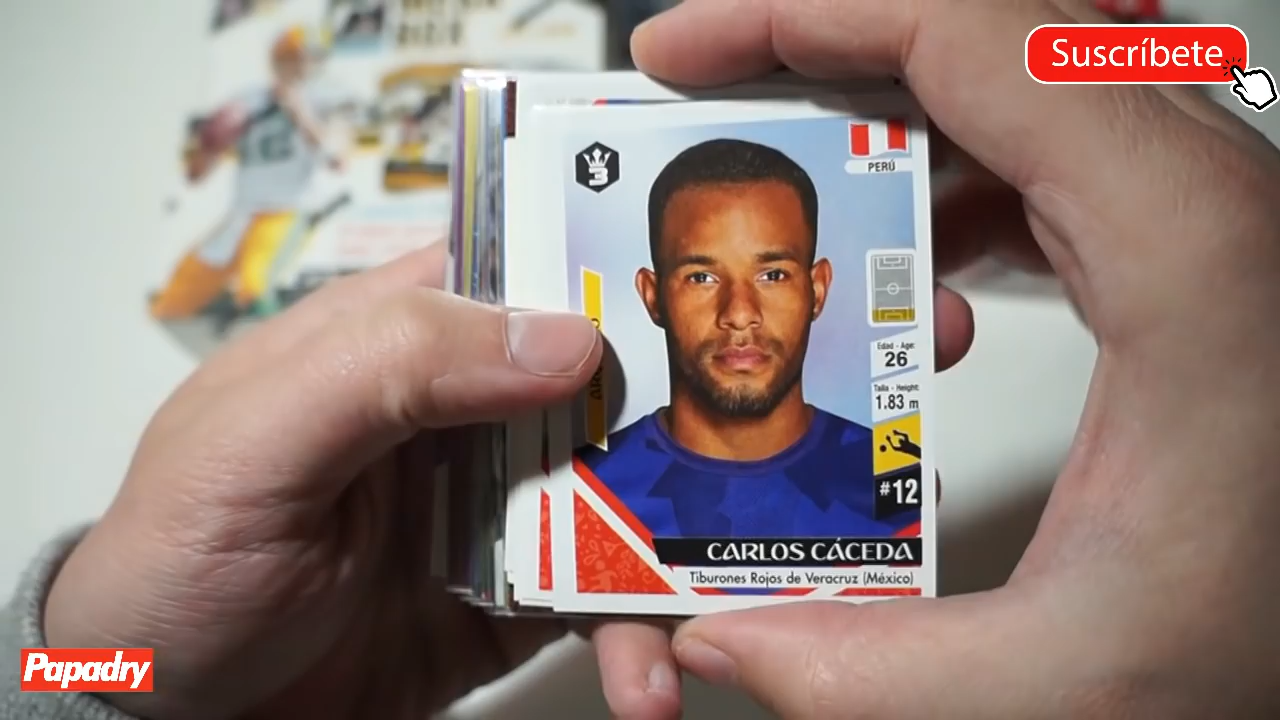 Suscríbete
3
PERÚ
Edad - Age:
26
Talla - Height:
1.83 m
#12
CARLOS CÁCEDA
Tiburones Rojos de Veracruz (México)
Papadry